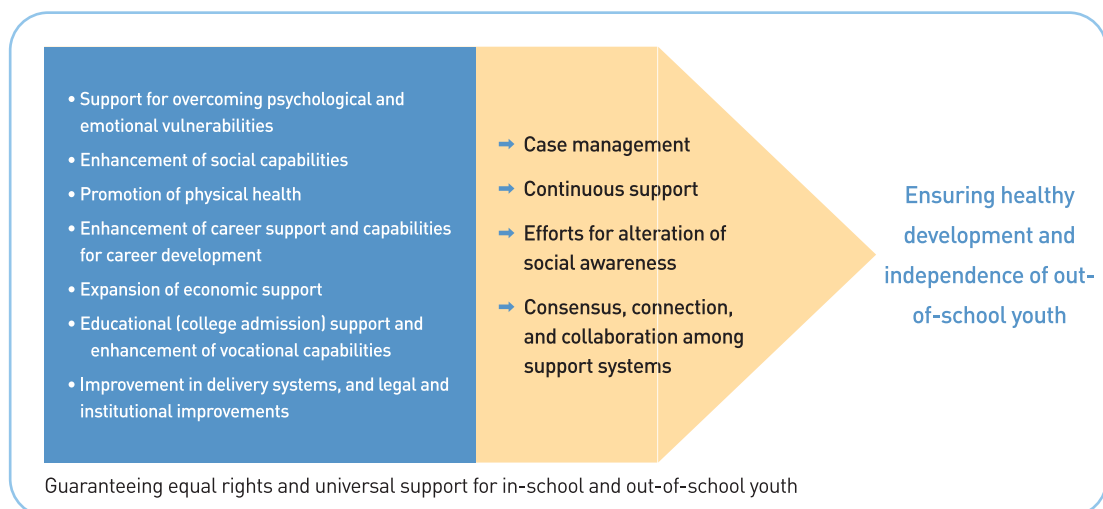 • Support for overcoming psychological and
emotional vulnerabilities
• Enhancement of social capabilities
• Promotion of physical health
• Enhancement of career support and capabilities
for career development
• Expansion of economic support
• Educational (college admission) support and
enhancement of vocational capabilities
• Improvement in delivery systems, and legal and
institutional improvements
➡ Case management
➡ Continuous support
➡ Efforts for alteration of
social awareness
➡ Consensus, connection,
and collaboration among
support systems
Ensuring healthy
development and
independence of out-
of-school youth
Guaranteeing equal rights and universal support for in-school and out-of-school youth